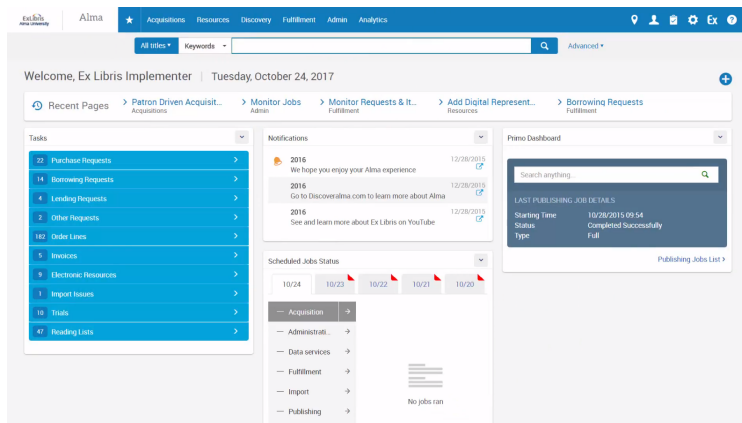 ExLibris
Alma University
Alma
Acquisitions Resources Discovery Fulfillment Admin Analytics
Ex
?
All titles Keywords
Advanced
Welcome, Ex Libris Implementer | Tuesday, October 24, 2017
Recent Pages
Patron Driven Acquisit...
Acquisitions
Monitor Jobs
Admin
Monitor Requests & It...
Fulfillment
Add Digital Represent...
Resources
Borrowing Requests
Fulfillment
Tasks
22 Purchase Requests
14 Borrowing Requests
4 Lending Requests
2 Other Requests
182 Order Lines
5 Invoices
9 Electronic Resources
1 Import Issues
10 Trials
47 Reading Lists
Notifications
2016 12/28/2015
We hope you enjoy your Alma experience
2016 12/28/2015
Go to Discoveralma.com to learn more about Alma
2016 12/28/2015
See and learn more about Ex Libris on YouTube
Scheduled Jobs Status
10/24 10/23 10/22 10/21 10/20
Acquisition
Administrati...
Data services
Fulfillment
Import
Publishing
No jobs ran
Primo Dashboard
Search anything.
LAST PUBLISHING JOB DETAILS
Starting Time 10/28/2015 09:54
Status Completed Successfully
Type Full
Publishing Jobs List